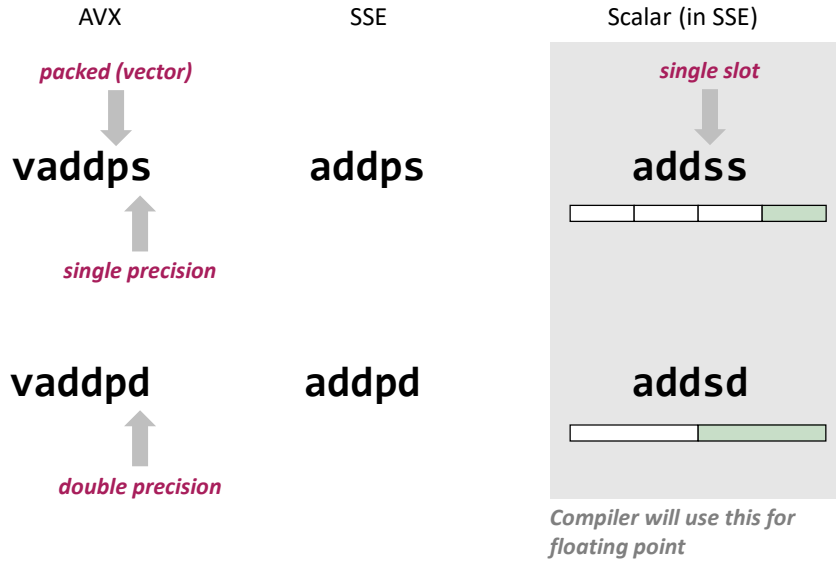 AVX SSE Scalar (in SSE)
packed (vector) single slot
vaddps addps addss
single precision
vaddpd addpd addsd
double precision
Compiler will use this for
floating point